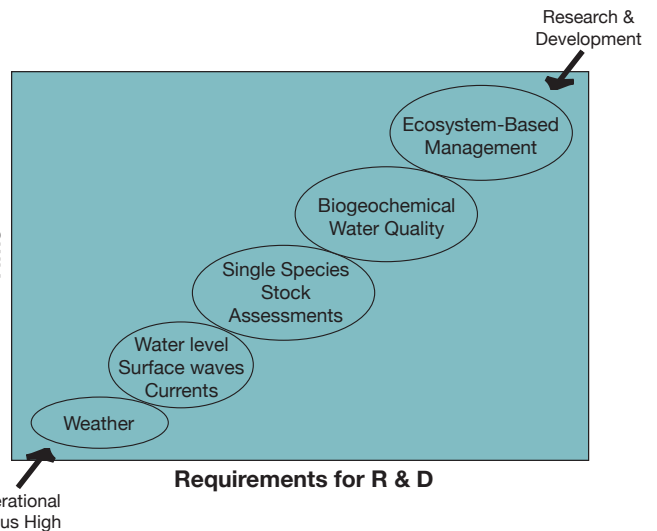 Research &
Development
Ecosystem-Based
Management
Biogeochemical
Water Quality
Single Species
Stock
Assessments
Water level
Surface waves
Currents
Weather
Requirements for R & D
High